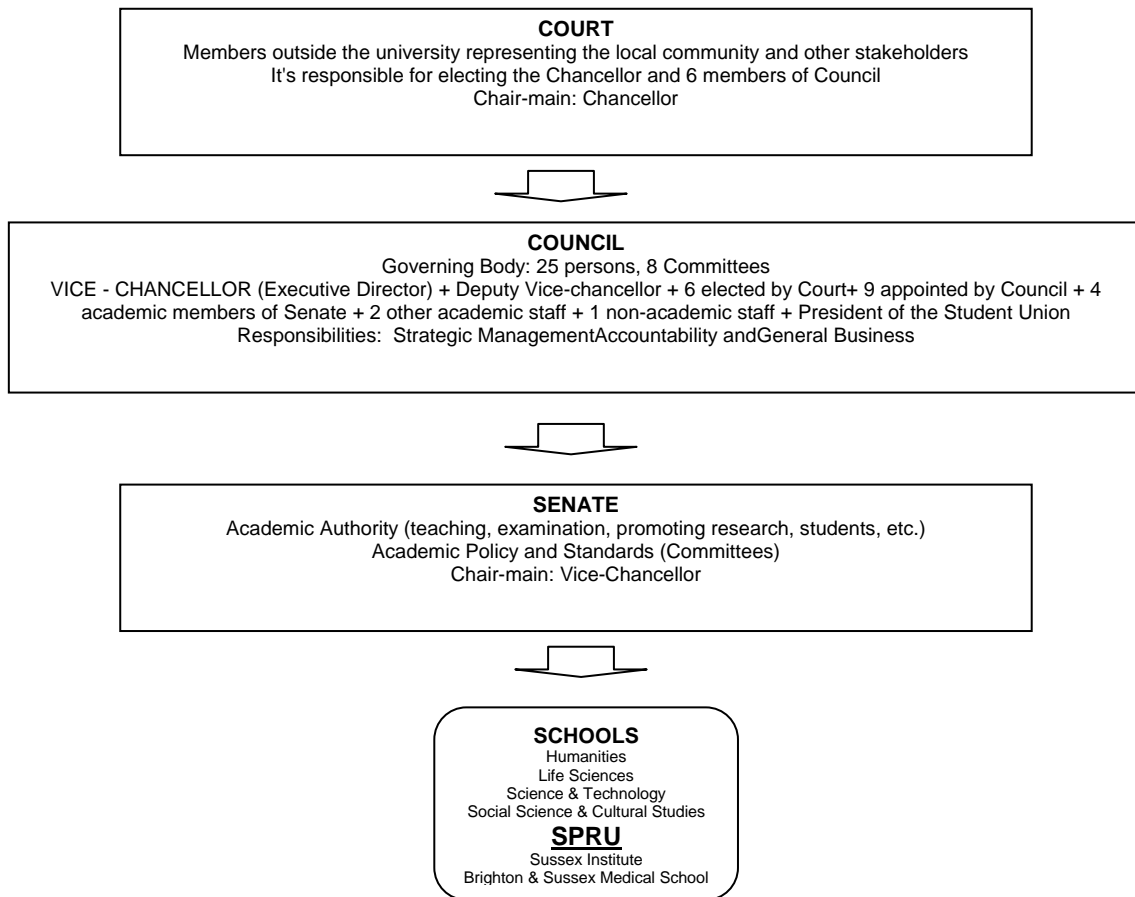 COURT
Members outside the university representing the local community and other stakeholders
It's responsible for electing the Chancellor and 6 members of Council
Chair-main: Chancellor
COUNCIL
Governing Body: 25 persons, 8 Committees
VICE - CHANCELLOR (Executive Director) + Deputy Vice-chancellor + 6 elected by Court+ 9 appointed by Council + 4
academic members of Senate + 2 other academic staff + 1 non-academic staff + President of the Student Union
Responsibilities: Strategic ManagementAccountability andGeneral Business
SENATE
Academic Authority (teaching, examination, promoting research, students, etc.)
Academic Policy and Standards (Committees)
Chair-main: Vice-Chancellor
SCHOOLS
Humanities
Life Sciences
Science & Technology
Social Science & Cultural Studies
SPRU
Sussex Institute
Brighton & Sussex Medical School